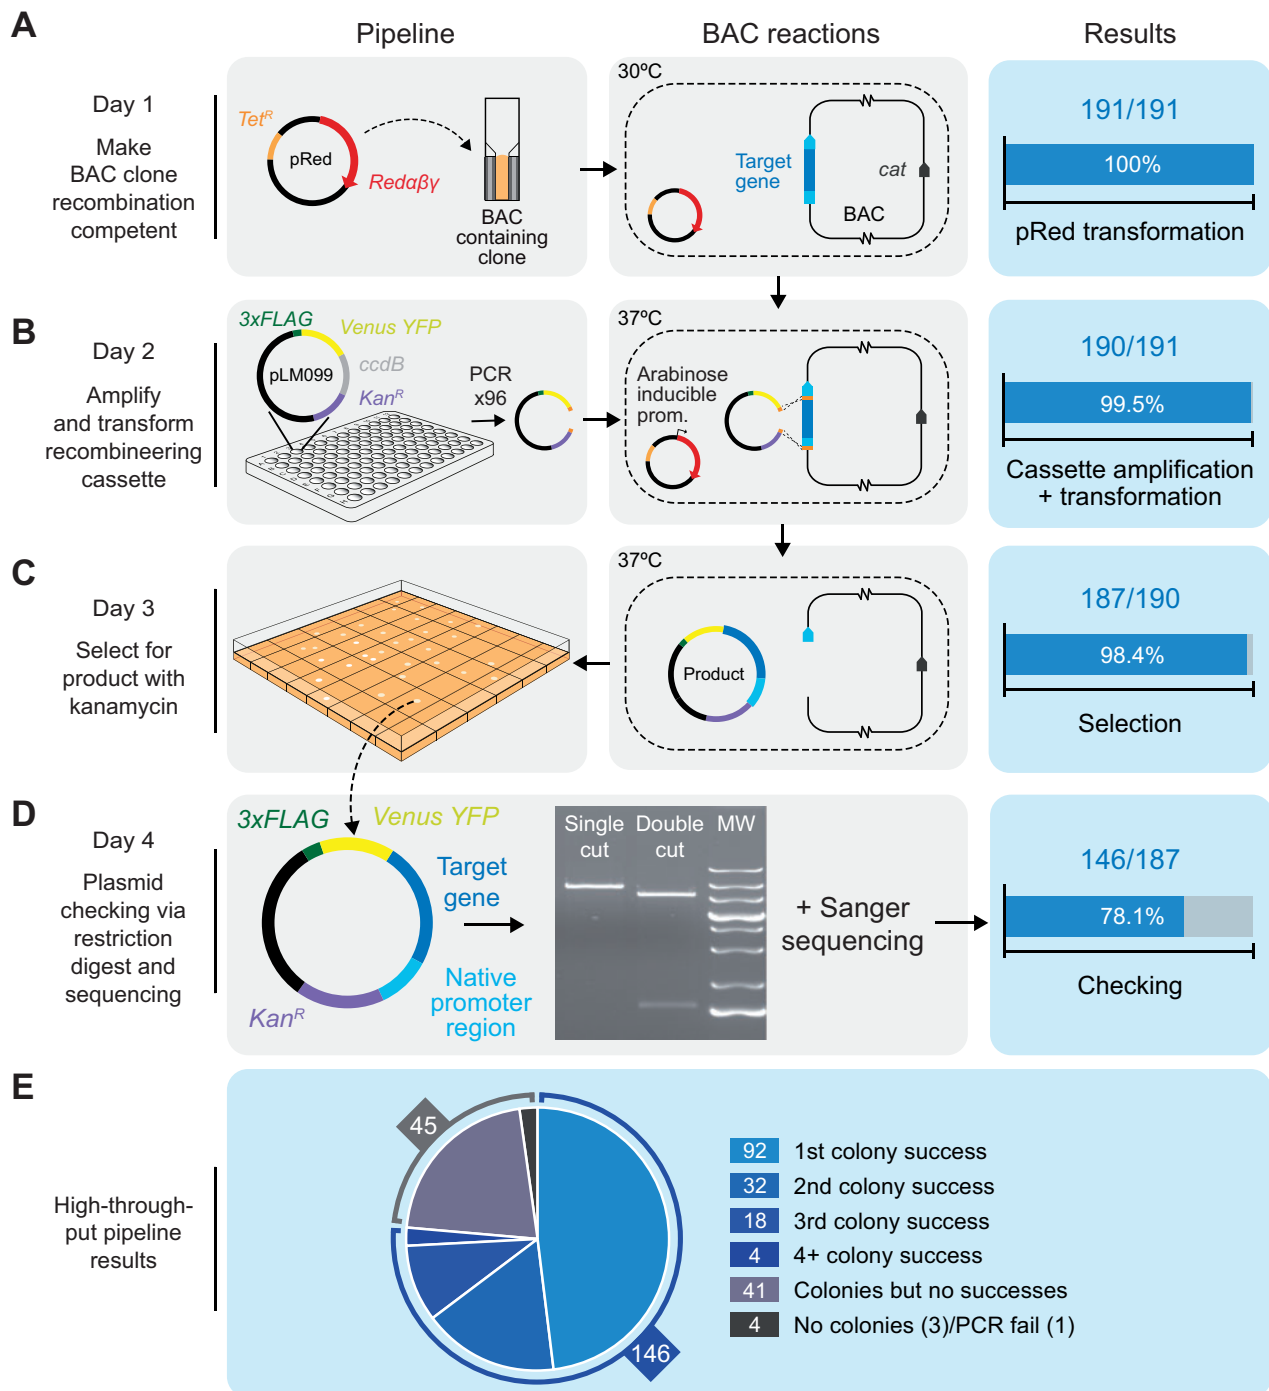 A
Pipeline
BAC reactions
Results
Day 1
Make
BAC clone
recombination
competent
TetR
pRed
Redαβγ
BAC
containing
clone
30ºC
Target
gene
cat
BAC
191/191
100%
pRed transformation
B
Day 2
Amplify
and transform
recombineering
cassette
3xFLAG
Venus YFP
pLM099
ccdB
KanR
PCR
x96
37ºC
Arabinose
inducible
prom.
190/191
99.5%
Cassette amplification
+ transformation
C
Day 3
Select for
product with
kanamycin
37ºC
Product
187/190
98.4%
Selection
D
Day 4
Plasmid
checking via
restriction
digest and
sequencing
3xFLAG
Venus YFP
Target
gene
Native
promoter
region
KanR
Single
cut
Double
cut
MW
+ Sanger
sequencing
146/187
78.1%
Checking
E
High-through-
put pipeline
results
45
146
92 1st colony success
32 2nd colony success
18 3rd colony success
4 4+ colony success
41 Colonies but no successes
4 No colonies (3)/PCR fail (1)